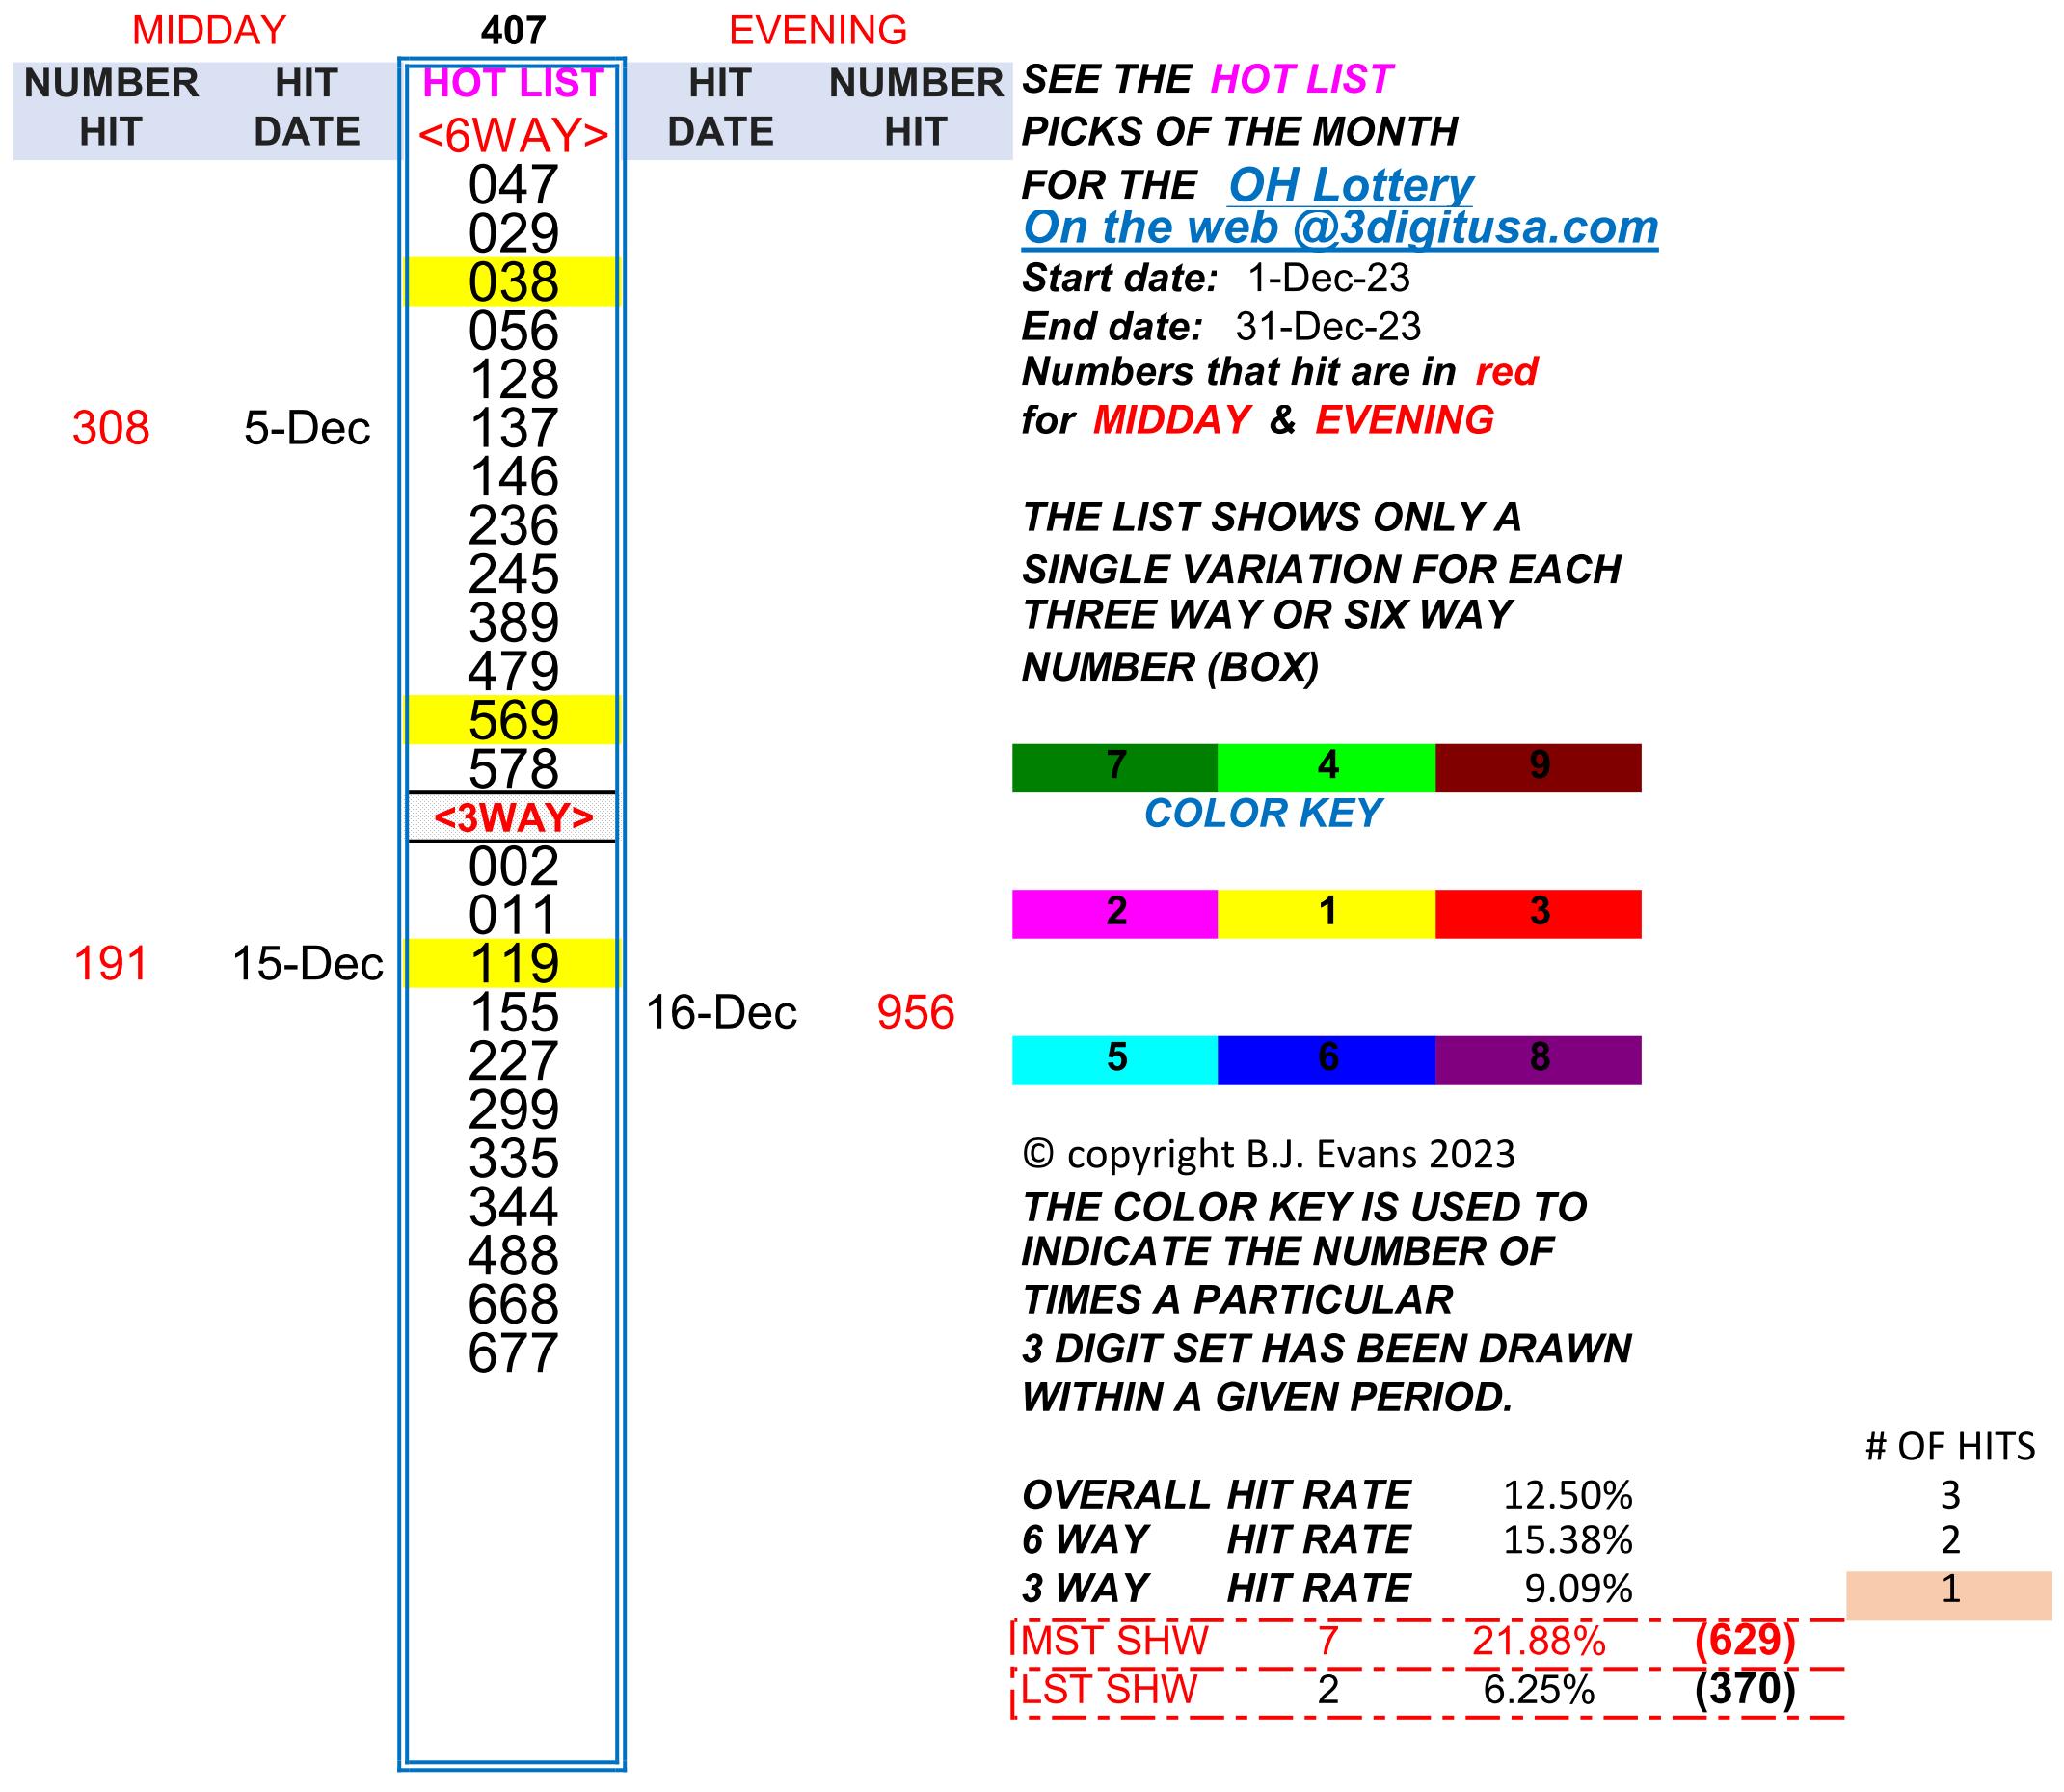 MIDDAY 407 EVENING
NUMBER HIT HOT LIST HIT NUMBER SEE THE HOT LIST
HIT DATE <6WAY> DATE HIT PICKS OF THE MONTH
047 FOR THE OH Lottery
029 On the web @3digitusa.com
038 Start date: 1-Dec-23
056 End date: 31-Dec-23
128 Numbers that hit are in red
308 5-Dec 137 for MIDDAY & EVENING
146
236 THE LIST SHOWS ONLY A
245 SINGLE VARIATION FOR EACH
389 THREE WAY OR SIX WAY
479 NUMBER (BOX)
569
578 7 4 9
<3WAY> COLOR KEY
002
011 2 1 3
191 15-Dec 119
155 16-Dec 956
227 5 6 8
299
335 © copyright B.J. Evans 2023
344 THE COLOR KEY IS USED TO
488 INDICATE THE NUMBER OF
668 TIMES A PARTICULAR
677 3 DIGIT SET HAS BEEN DRAWN
WITHIN A GIVEN PERIOD.
# OF HITS
OVERALL HIT RATE 12.50% 3
6 WAY HIT RATE 15.38% 2
3 WAY HIT RATE 9.09% 1
MST SHW 7 21.88% (629)
LST SHW 2 6.25% (370)